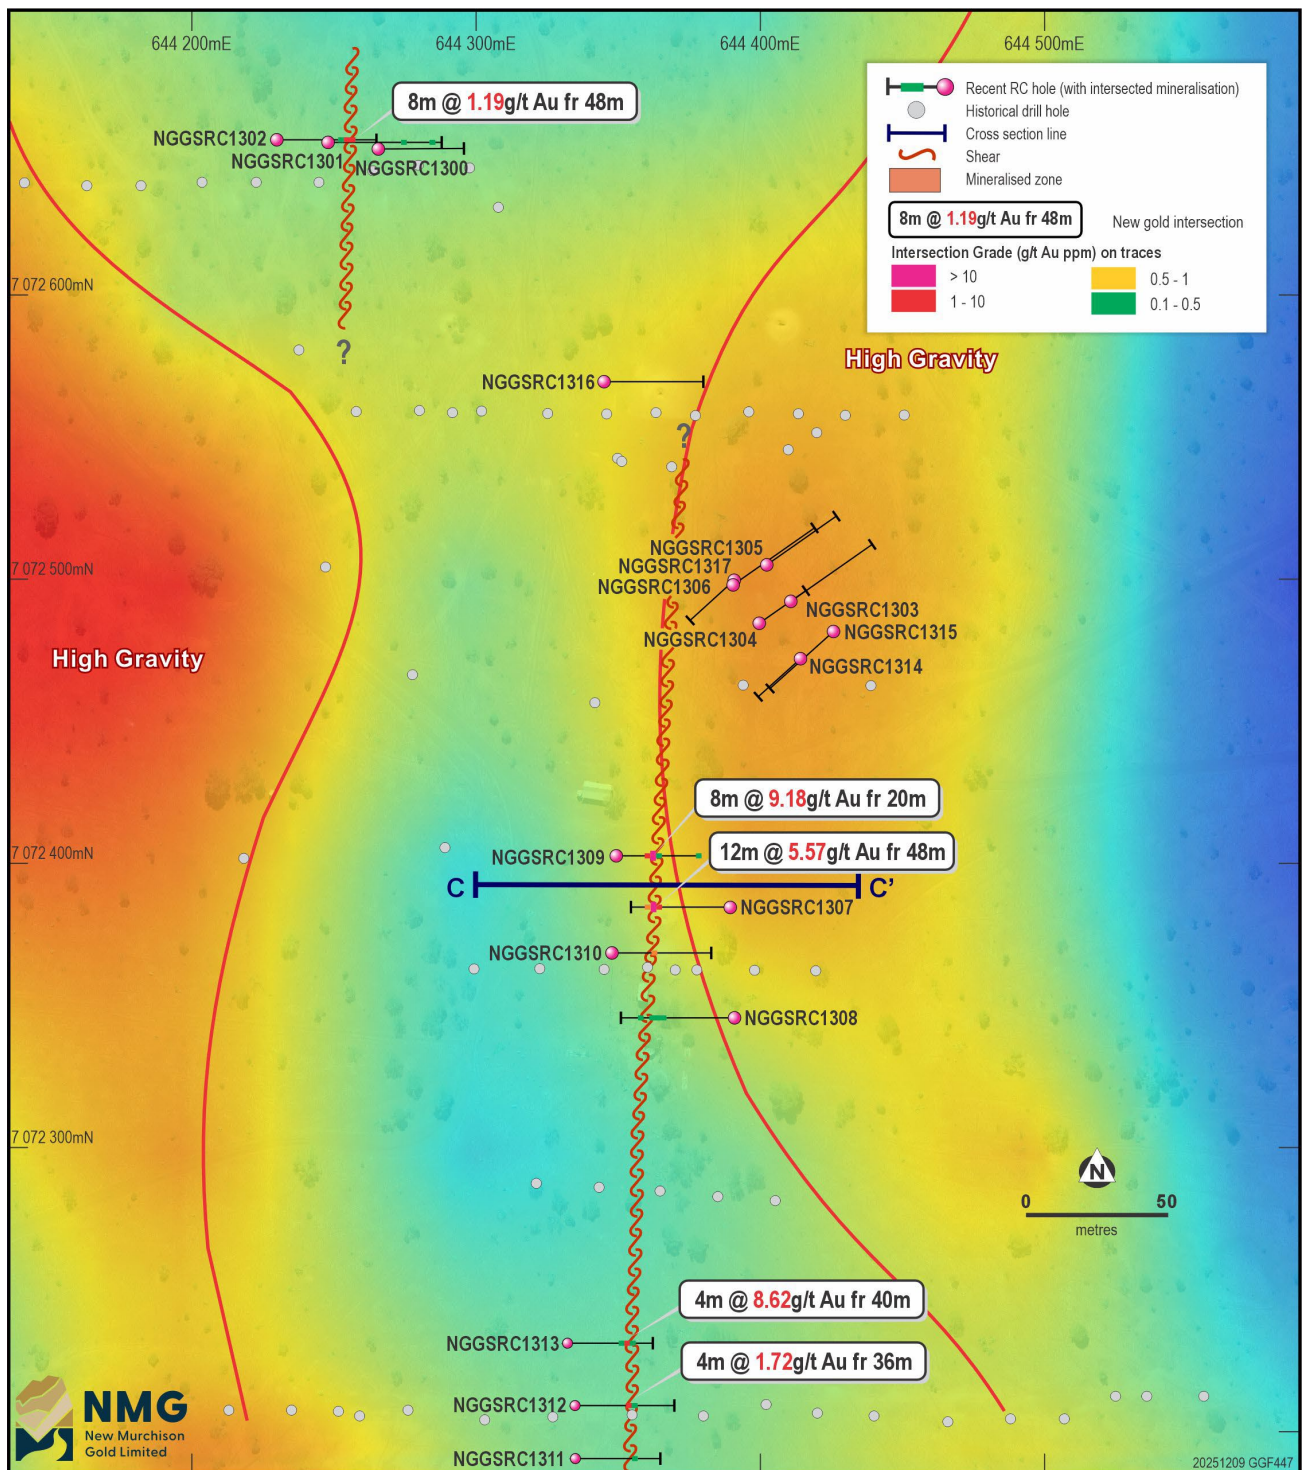 644 200mE
644 300mE
644 400mE
644 500mE
8m @ 1.19g/t Au fr 48m
NGGSRC1302
NGGSRC1301
NGGSRC1300
Recent RC hole (with intersected mineralisation)
Historical drill hole
Cross section line
Shear
Mineralised zone
8m @ 1.19g/t Au fr 48m
New gold intersection
Intersection Grade (g/t Au ppm) on traces
> 10
0.5 - 1
1 - 10
0.1 - 0.5
7 072 600mN
?
High Gravity
NGGSRC1316
?
NGGSRC1305
NGGSRC1317
7 072 500mN
NGGSRC1306
NGGSRC1303
NGGSRC1304
NGGSRC1315
High Gravity
NGGSRC1314
8m @ 9.18g/t Au fr 20m
7 072 400mN
NGGSRC1309
12m @ 5.57g/t Au fr 48m
C
C'
NGGSRC1307
NGGSRC1310
NGGSRC1308
7 072 300mN
N
0
50
metres
4m @ 8.62g/t Au fr 40m
NGGSRC1313
4m @ 1.72g/t Au fr 36m
NGGSRC1312
NGGSRC1311
NMG
New Murchison
Gold Limited
20251209 GGF447